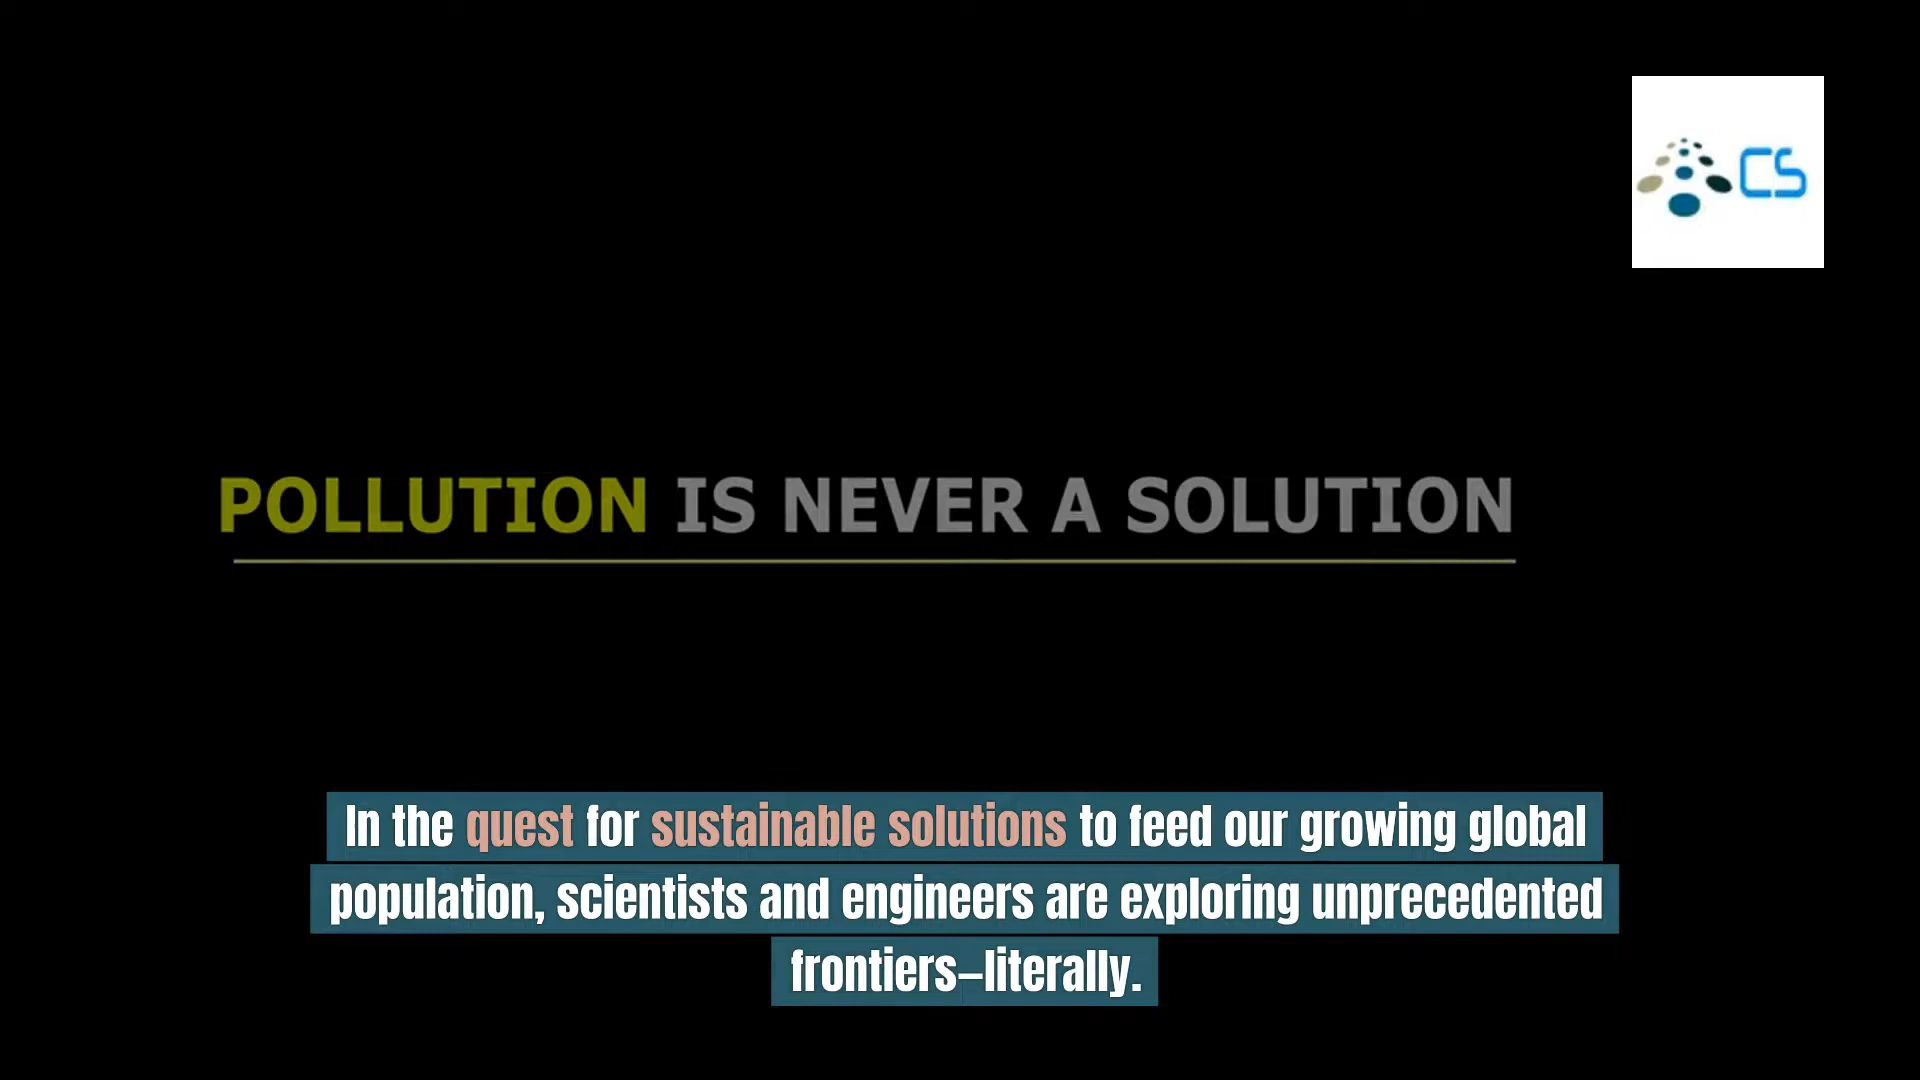 CS
POLLUTION IS NEVER A SOLUTION
In the quest for sustainable solutions to feed our growing global
population, scientists and engineers are exploring unprecedented
frontiers—literally.